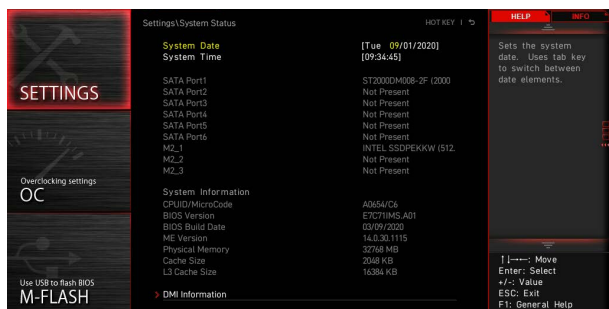 SETTINGS
Overclocking settings
OC
Use USB to flash BIOS
M-FLASH
Settings\System Status
HOT KEY |
System Date [Tue 09/01/2020]
System Time [09:34:45]
SATA Port1 ST2000DM008-2F (2000
SATA Port2 Not Present
SATA Port3 Not Present
SATA Port4 Not Present
SATA Port5 Not Present
SATA Port6 Not Present
M2_1 INTEL SSDPEKKW (512.
M2_2 Not Present
M2_3 Not Present
System Information
CPUID/MicroCode A0654/C6
BIOS Version E7C71IMS.A01
BIOS Build Date 03/09/2020
ME Version 14.0.30.1115
Physical Memory 32768 MB
Cache Size 2048 KB
L3 Cache Size 16384 KB
> DMI Information
HELP INFO
Sets the system
date. Uses tab key
to switch between
date elements.
↑↓→←: Move
Enter: Select
+/-: Value
ESC: Exit
F1: General Help